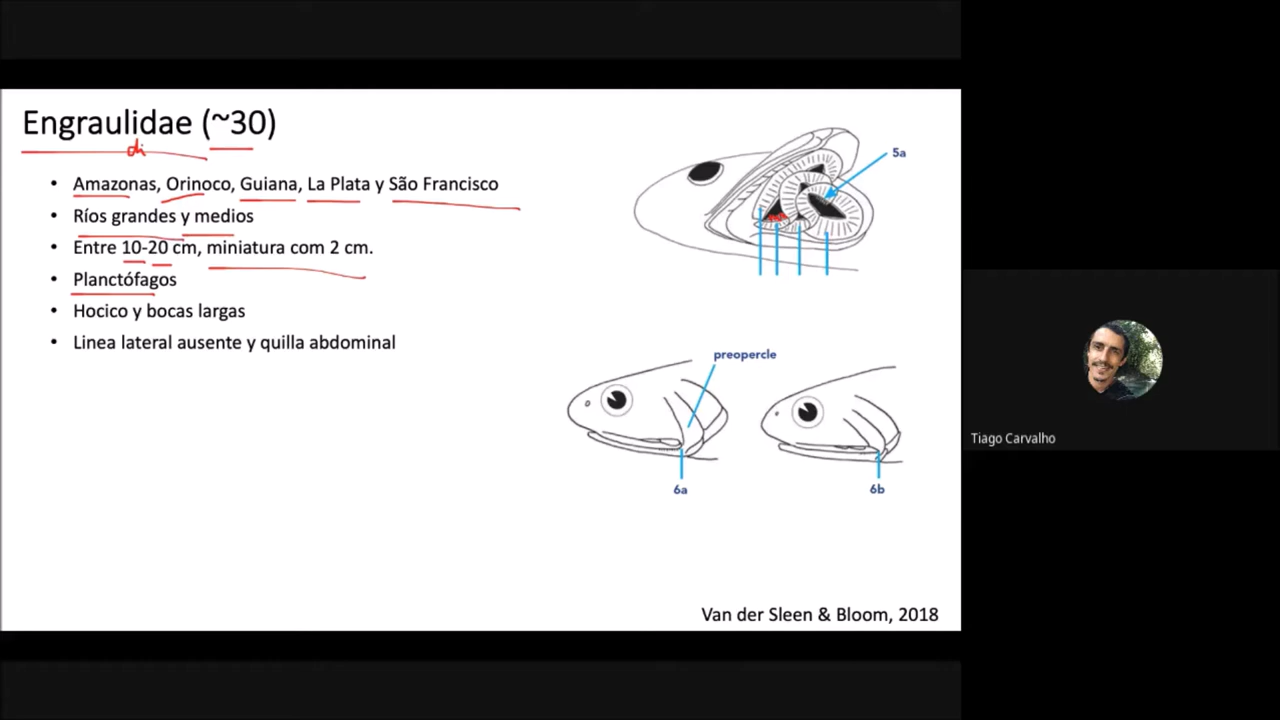 Engraulidae (~30)
di
• Amazonas, Orinoco, Guiana, La Plata y São Francisco
• Ríos grandes y medios
• Entre 10-20 cm, miniatura com 2 cm.
• Planctófagos
• Hocico y bocas largas
• Linea lateral ausente y quilla abdominal
5a
preopercle
6a
6b
Van der Sleen & Bloom, 2018
Tiago Carvalho